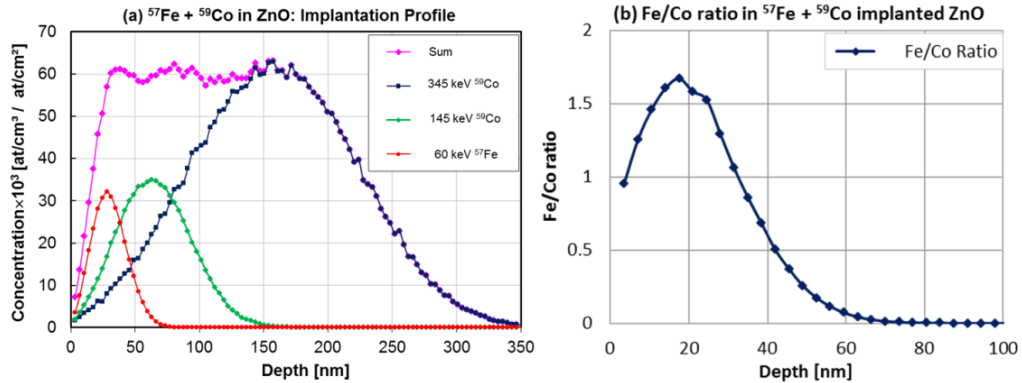 (a) ⁵⁷Fe + ⁵⁹Co in ZnO: Implantation Profile
Concentration×10³ [at/cm³ / at/cm²]
70
60
50
40
30
20
10
0
Sum
345 keV ⁵⁹Co
145 keV ⁵⁹Co
60 keV ⁵⁷Fe
0 50 100 150 200 250 300 350
Depth [nm]
(b) Fe/Co ratio in ⁵⁷Fe + ⁵⁹Co implanted ZnO
Fe/Co ratio
2
1.5
1
0.5
0
Fe/Co Ratio
0 20 40 60 80 100
Depth [nm]